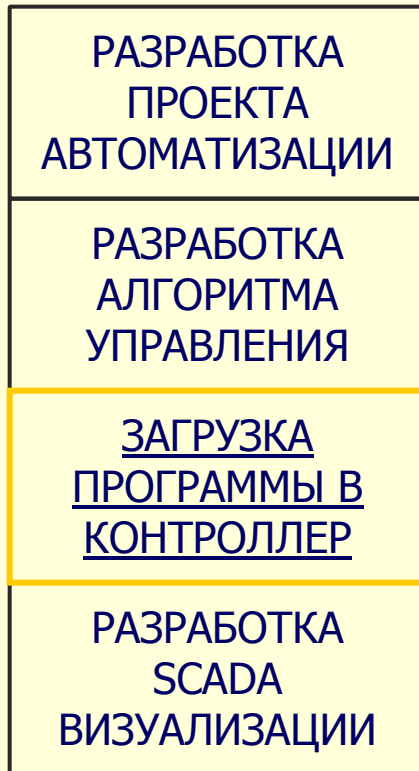 РАЗРАБОТКА
ПРОЕКТА
АВТОМАТИЗАЦИИ
РАЗРАБОТКА
АЛГОРИТМА
УПРАВЛЕНИЯ
ЗАГРУЗКА
ПРОГРАММЫ В
КОНТРОЛЛЕР
РАЗРАБОТКА
SCADA
ВИЗУАЛИЗАЦИИ